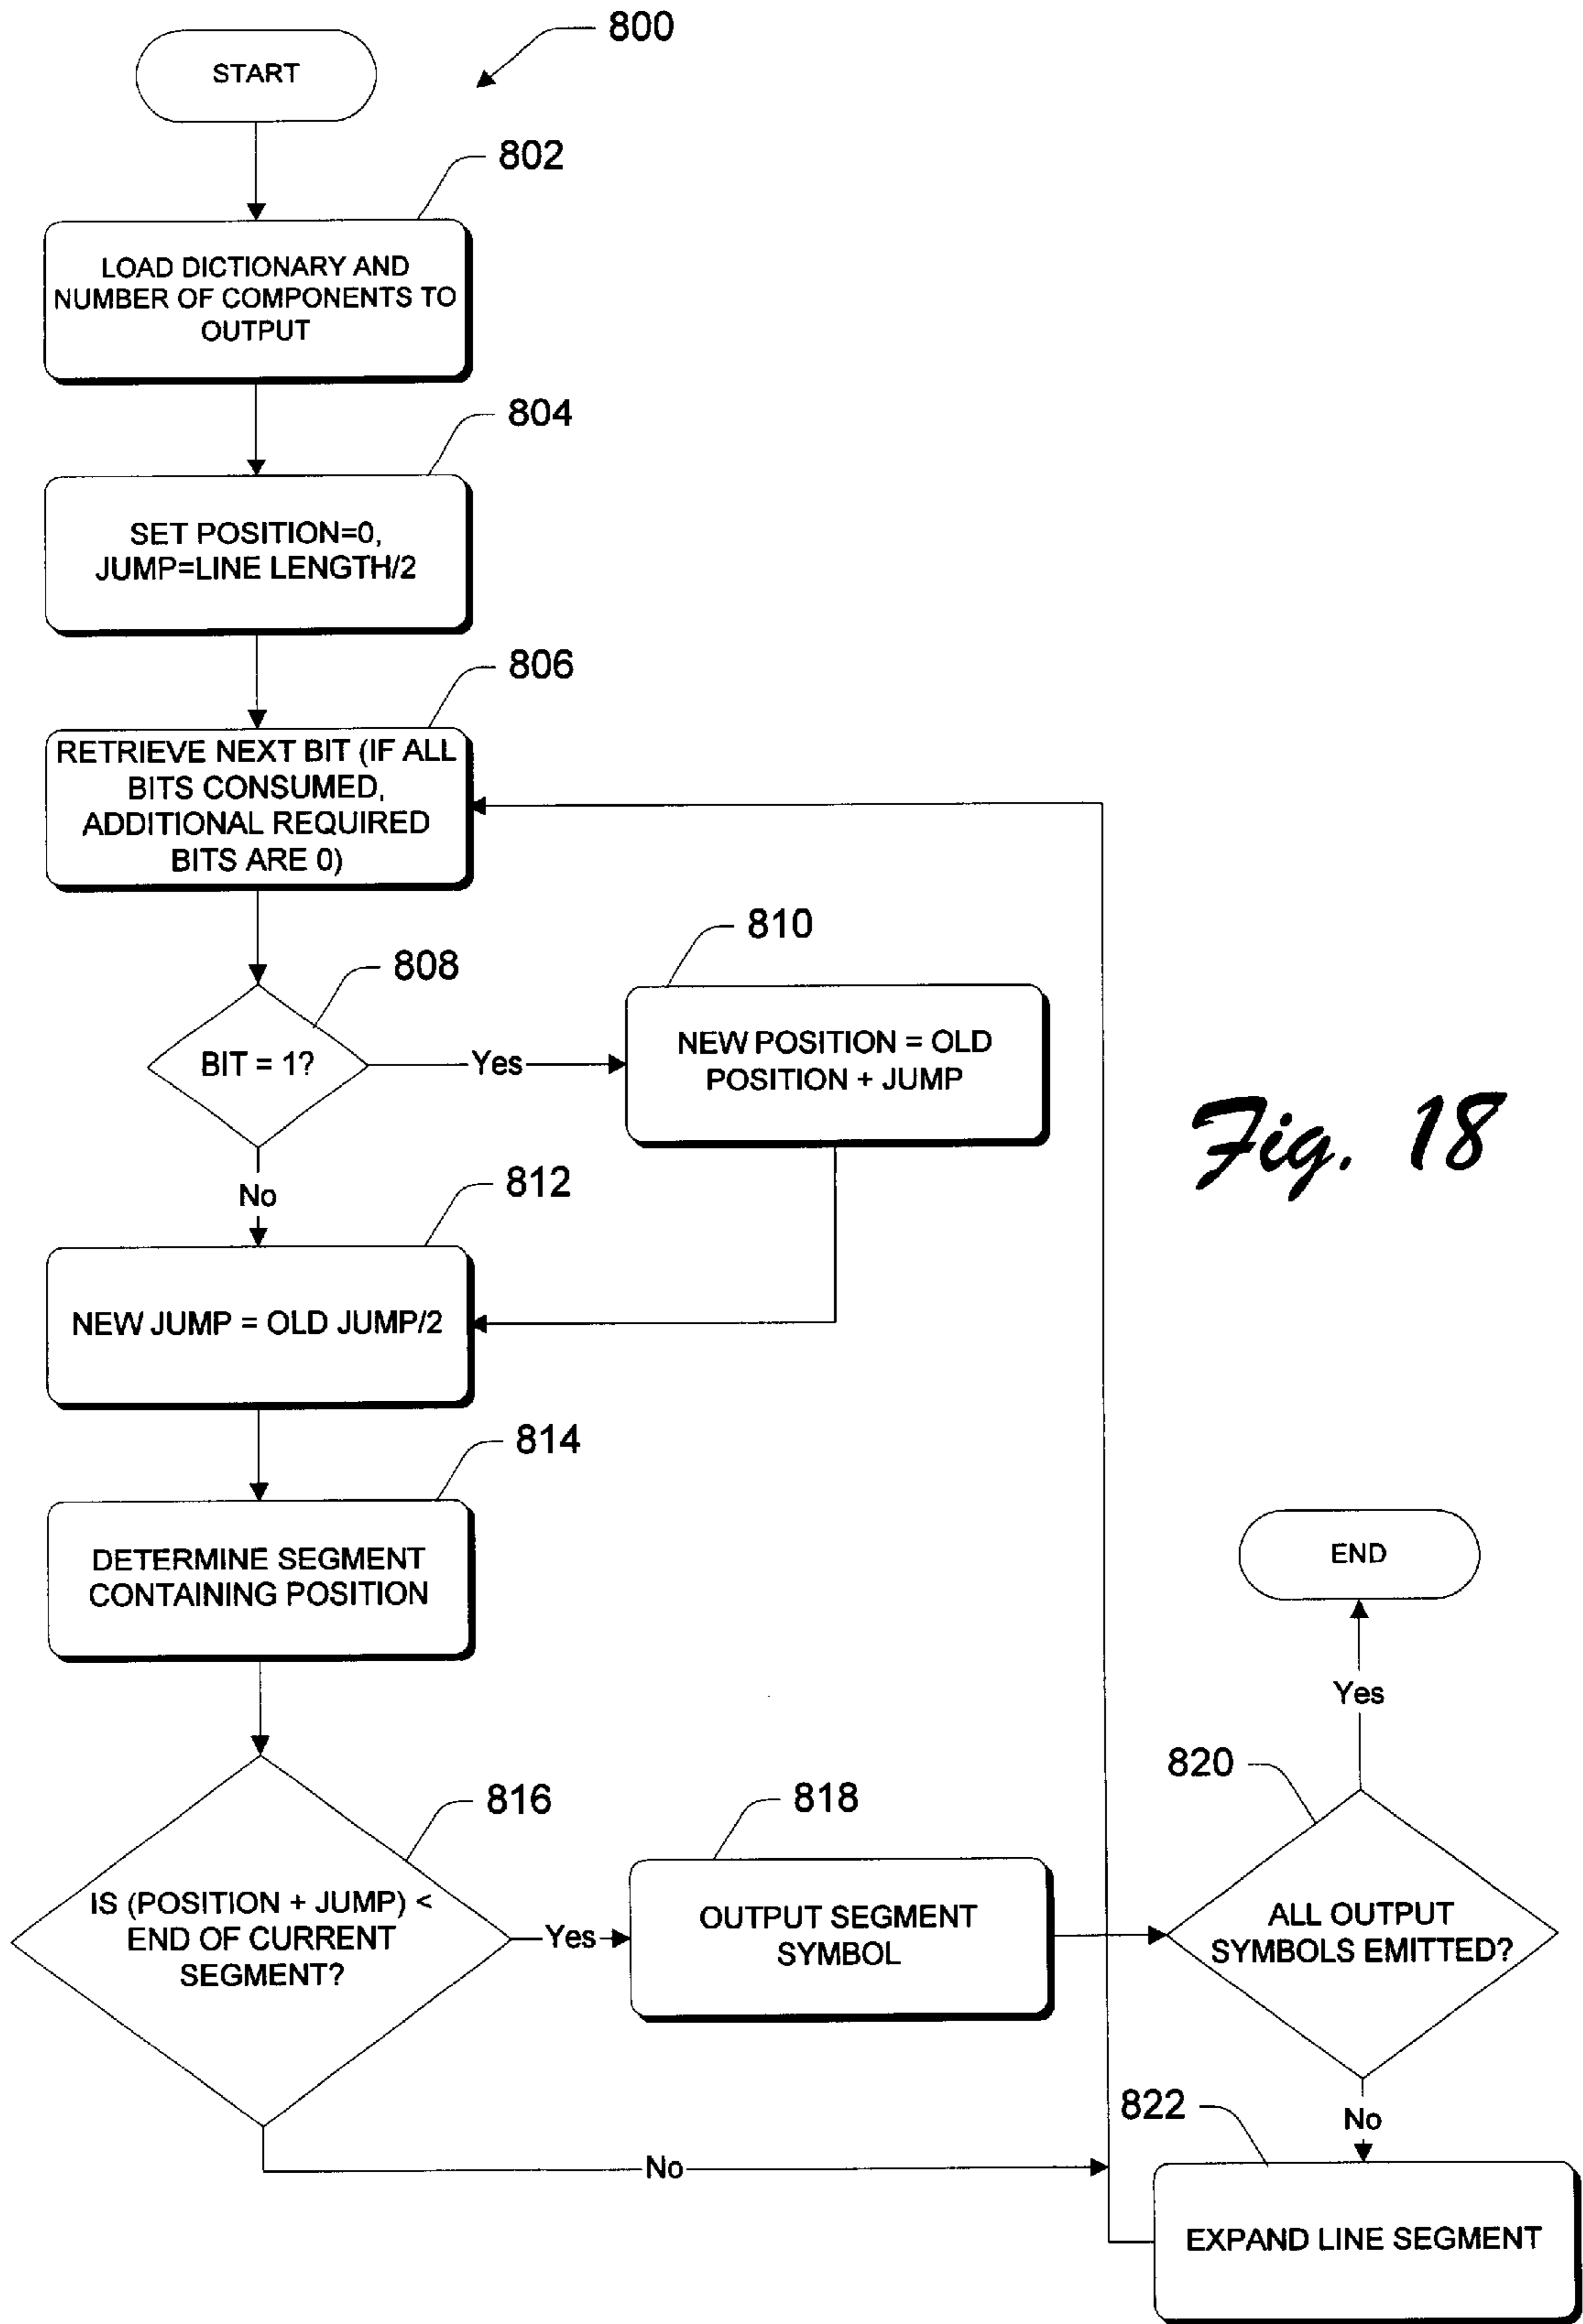 800
START
802
LOAD DICTIONARY AND
NUMBER OF COMPONENTS TO
OUTPUT
804
SET POSITION=0,
JUMP=LINE LENGTH/2
806
RETRIEVE NEXT BIT (IF ALL
BITS CONSUMED,
ADDITIONAL REQUIRED
BITS ARE 0)
808
BIT = 1?
Yes
810
NEW POSITION = OLD
POSITION + JUMP
Fig. 18
No
812
NEW JUMP = OLD JUMP/2
814
DETERMINE SEGMENT
CONTAINING POSITION
816
IS (POSITION + JUMP) <
END OF CURRENT
SEGMENT?
Yes
818
OUTPUT SEGMENT
SYMBOL
820
ALL OUTPUT
SYMBOLS EMITTED?
Yes
END
No
No
822
EXPAND LINE SEGMENT